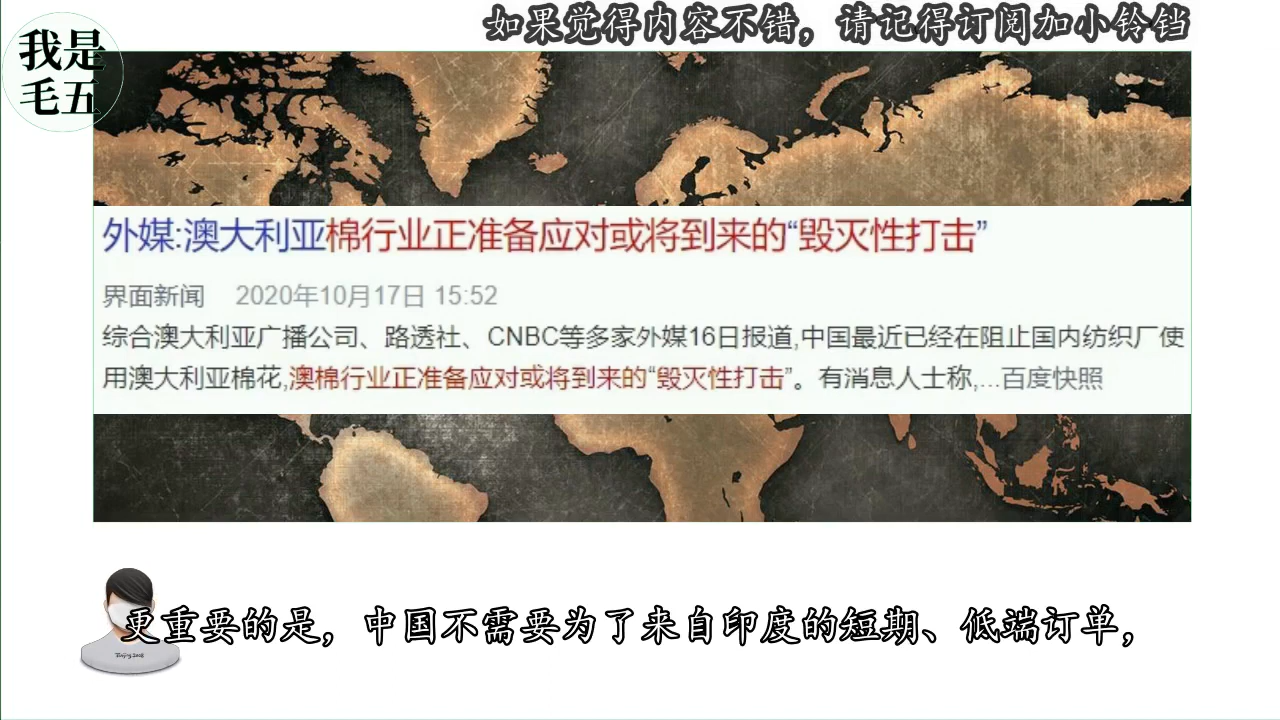 如果觉得内容不错，请记得订阅加小铃铛
我是
毛五
外媒:澳大利亚棉行业正准备应对或将到来的“毁灭性打击”
界面新闻 2020年10月17日 15:52
综合澳大利亚广播公司、路透社、CNBC等多家外媒16日报道,中国最近已经在阻止国内纺织厂使
用澳大利亚棉花,澳棉行业正准备应对或将到来的“毁灭性打击”。有消息人士称,...百度快照
更重要的是，中国不需要为了来自印度的短期、低端订单，